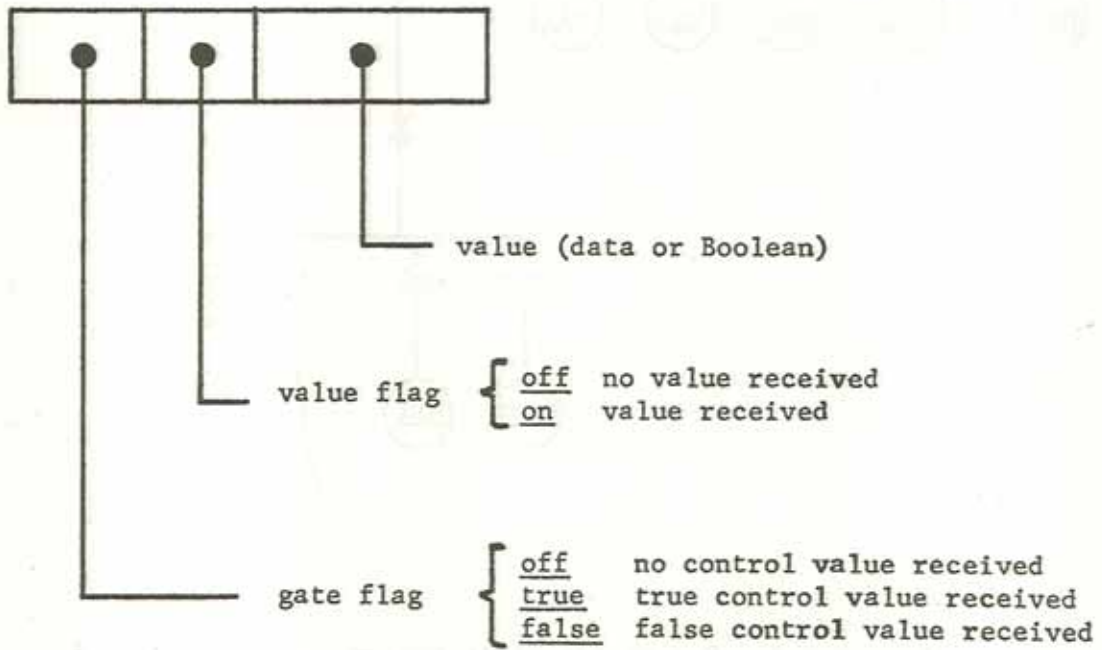 value (data or Boolean)
value flag
off no value received
on value received
gate flag
off no control value received
true true control value received
false false control value received